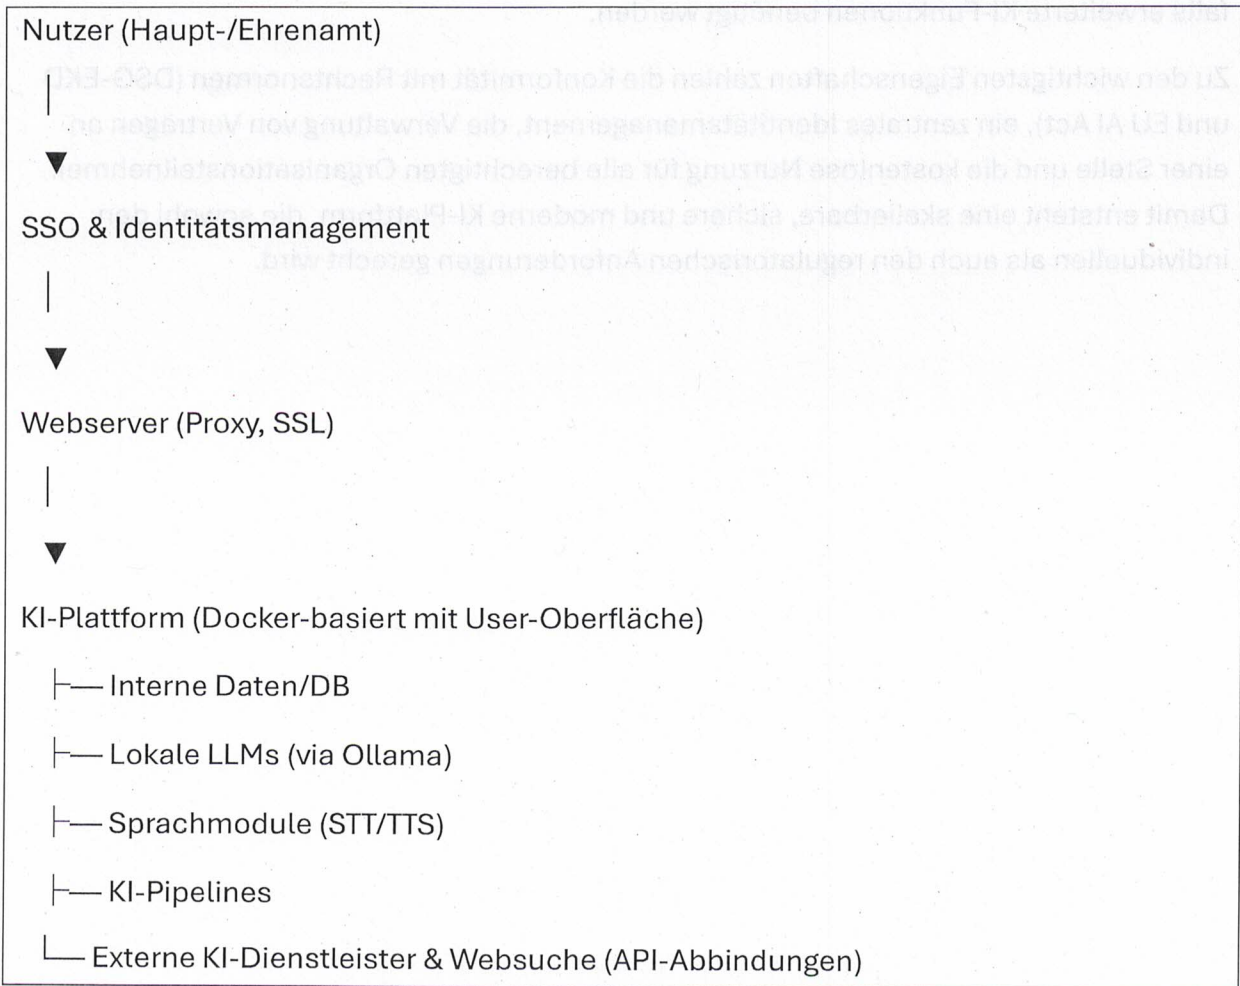 Nutzer (Haupt-/Ehrenamt)
SSO & Identitätsmanagement
Webserver (Proxy, SSL)
KI-Plattform (Docker-basiert mit User-Oberfläche)
├── Interne Daten/DB
├── Lokale LLMs (via Ollama)
├── Sprachmodule (STT/TTS)
├── KI-Pipelines
└── Externe KI-Dienstleister & Websuche (API-Abbindungen)